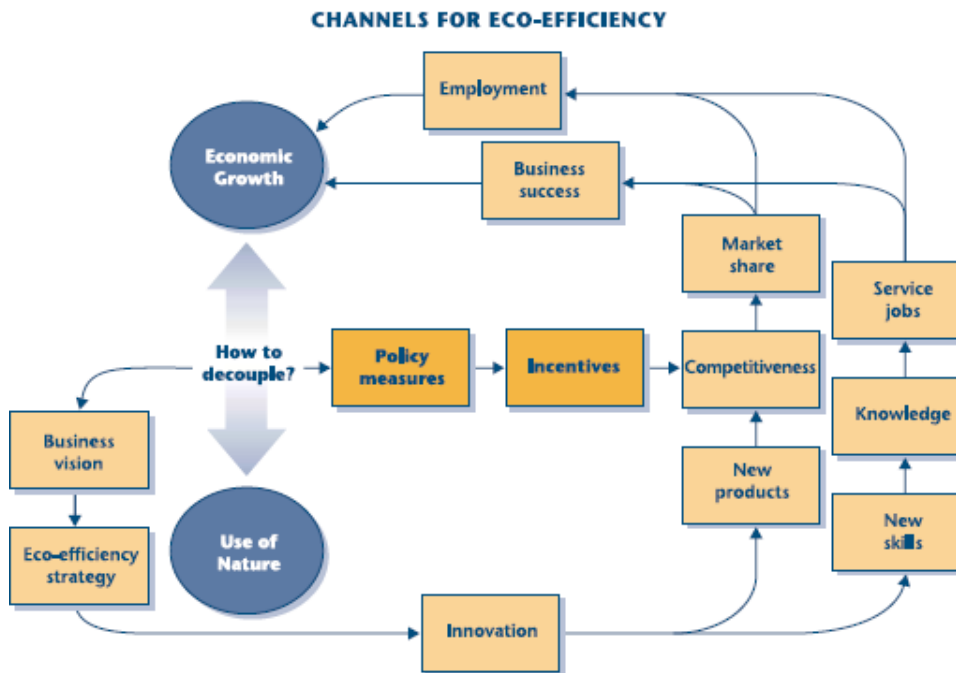 CHANNELS FOR ECO-EFFICIENCY
Employment
Economic
Growth
Business
success
Market
share
Service
jobs
How to
decouple?
Policy
measures
Incentives
Competitiveness
Knowledge
Business
vision
New
products
Eco-efficiency
strategy
Use of
Nature
New
skills
Innovation